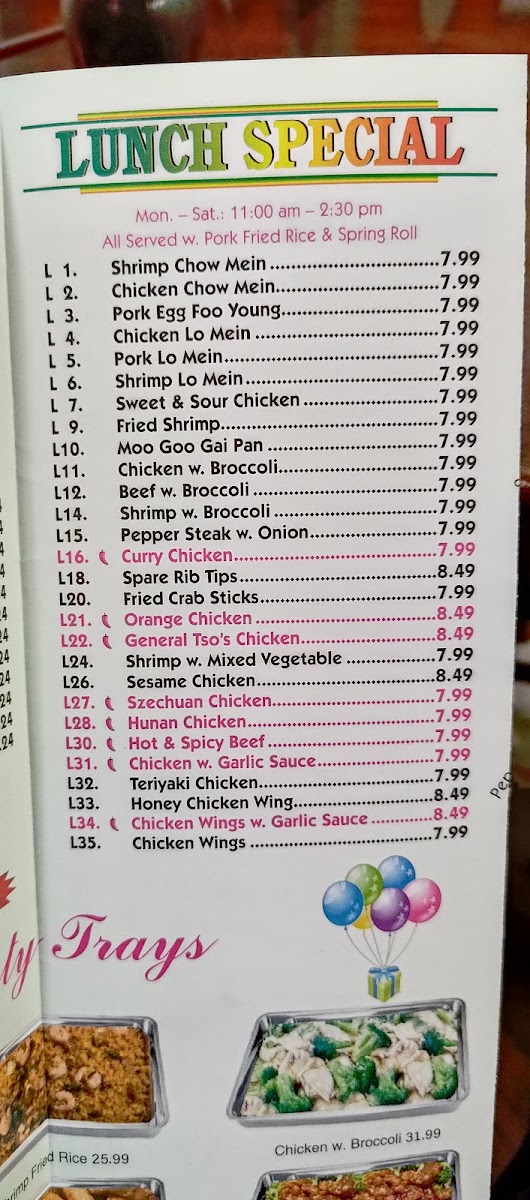 LUNCH SPECIAL
Mon. – Sat.: 11:00 am – 2:30 pm
All Served w. Pork Fried Rice & Spring Roll
L 1. Shrimp Chow Mein 7.99
L 2. Chicken Chow Mein 7.99
L 3. Pork Egg Foo Young 7.99
L 4. Chicken Lo Mein 7.99
L 5. Pork Lo Mein 7.99
L 6. Shrimp Lo Mein 7.99
L 7. Sweet & Sour Chicken 7.99
L 9. Fried Shrimp 7.99
L10. Moo Goo Gai Pan 7.99
L11. Chicken w. Broccoli 7.99
L12. Beef w. Broccoli 7.99
L14. Shrimp w. Broccoli 7.99
L15. Pepper Steak w. Onion 7.99
L16. Curry Chicken 7.99
L18. Spare Rib Tips 8.49
L20. Fried Crab Sticks 7.99
L21. Orange Chicken 8.49
L22. General Tso's Chicken 8.49
L24. Shrimp w. Mixed Vegetable 7.99
L26. Sesame Chicken 8.49
L27. Szechuan Chicken 7.99
L28. Hunan Chicken 7.99
L30. Hot & Spicy Beef 7.99
L31. Chicken w. Garlic Sauce 7.99
L32. Teriyaki Chicken 7.99
L33. Honey Chicken Wing 8.49
L34. Chicken Wings w. Garlic Sauce 8.49
L35. Chicken Wings 7.99
ty Trays
Fried Rice 25.99
Chicken w. Broccoli 31.99